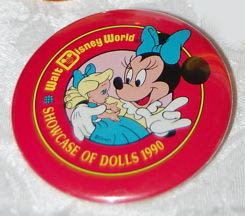 Walt Disney World
SHOWCASE OF DOLLS 1990